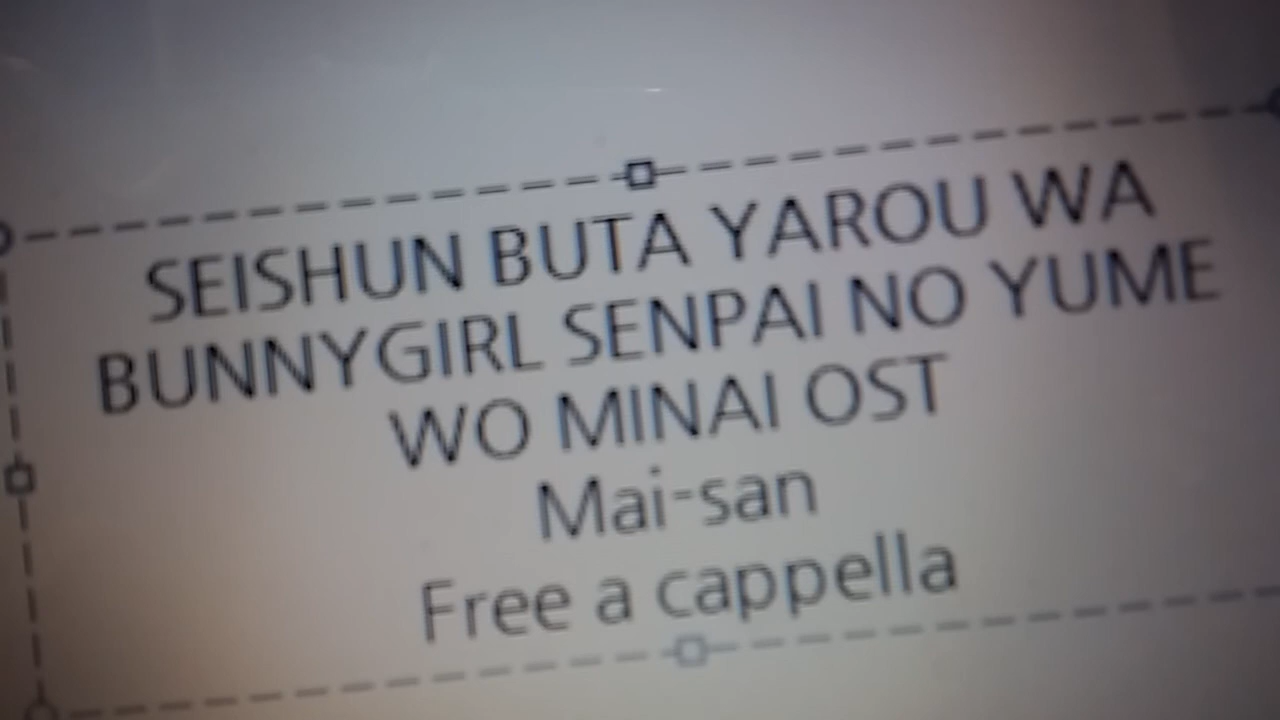 SEISHUN BUTA YAROU WA
BUNNYGIRL SENPAI NO YUME
WO MINAI OST
Mai-san
Free a cappella